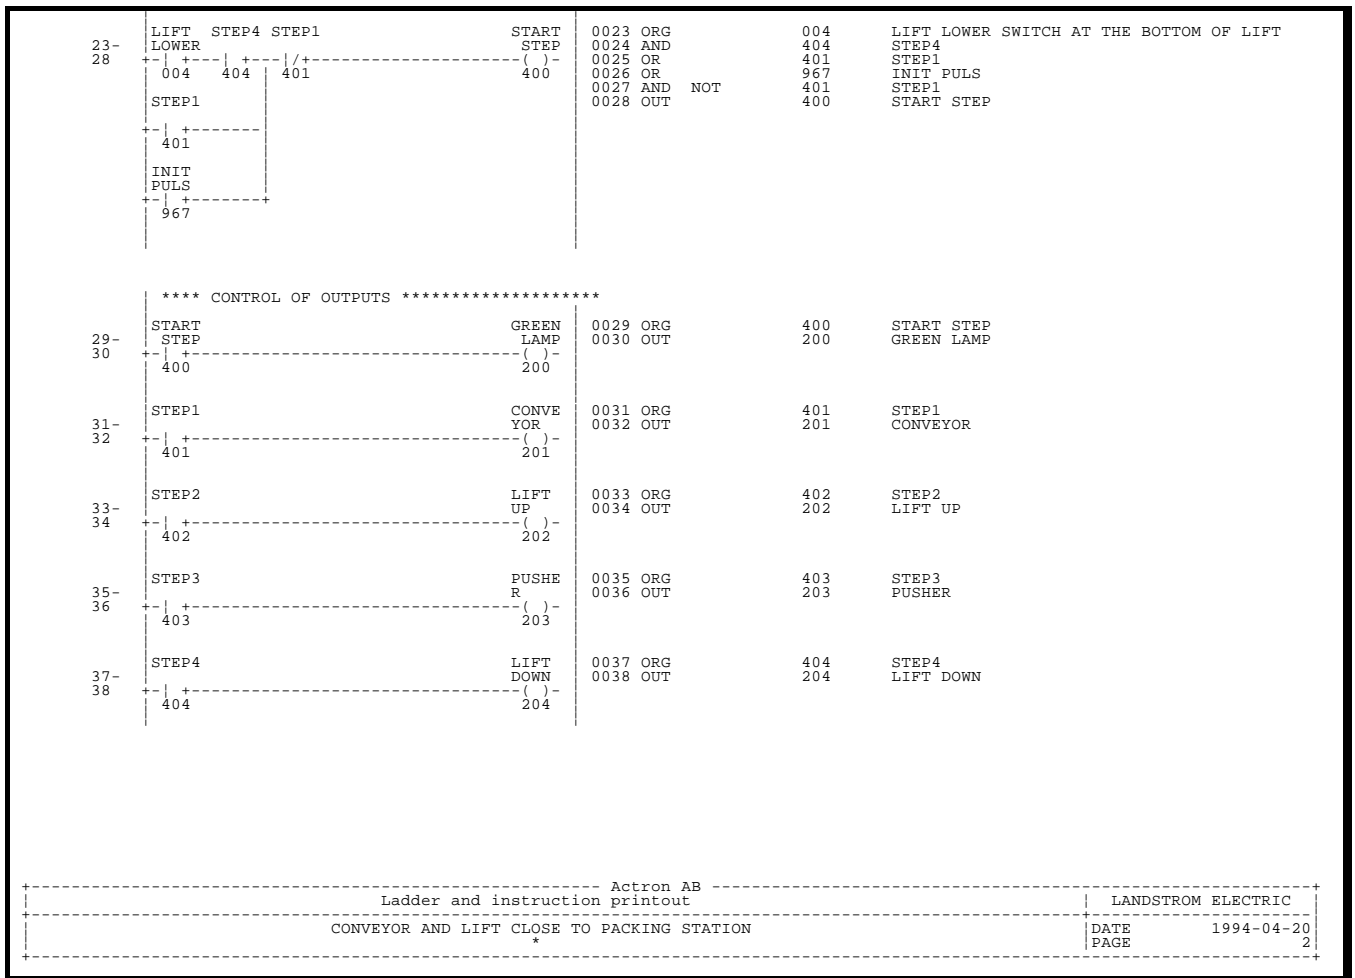 LIFT STEP4 STEP1 START 0023 ORG 004 LIFT LOWER SWITCH AT THE BOTTOM OF LIFT
23- LOWER STEP 0024 AND 404 STEP4
28 +-| +---| +---|/+---------------------( )- 0025 OR 401 STEP1
004 404 401 400 0026 OR 967 INIT PULS
0027 AND NOT 401 STEP1
STEP1 0028 OUT 400 START STEP
+-| +-------
401
INIT
PULS
+-| +-------+
967
**** CONTROL OF OUTPUTS ********************
START GREEN 0029 ORG 400 START STEP
29- STEP LAMP 0030 OUT 200 GREEN LAMP
30 +-| +---------------------------------( )-
400 200
STEP1 CONVE 0031 ORG 401 STEP1
31- YOR 0032 OUT 201 CONVEYOR
32 +-| +---------------------------------( )-
401 201
STEP2 LIFT 0033 ORG 402 STEP2
33- UP 0034 OUT 202 LIFT UP
34 +-| +---------------------------------( )-
402 202
STEP3 PUSHE 0035 ORG 403 STEP3
35- R 0036 OUT 203 PUSHER
36 +-| +---------------------------------( )-
403 203
STEP4 LIFT 0037 ORG 404 STEP4
37- DOWN 0038 OUT 204 LIFT DOWN
38 +-| +---------------------------------( )-
404 204
Actron AB
Ladder and instruction printout LANDSTROM ELECTRIC
CONVEYOR AND LIFT CLOSE TO PACKING STATION DATE 1994-04-20
* PAGE 2